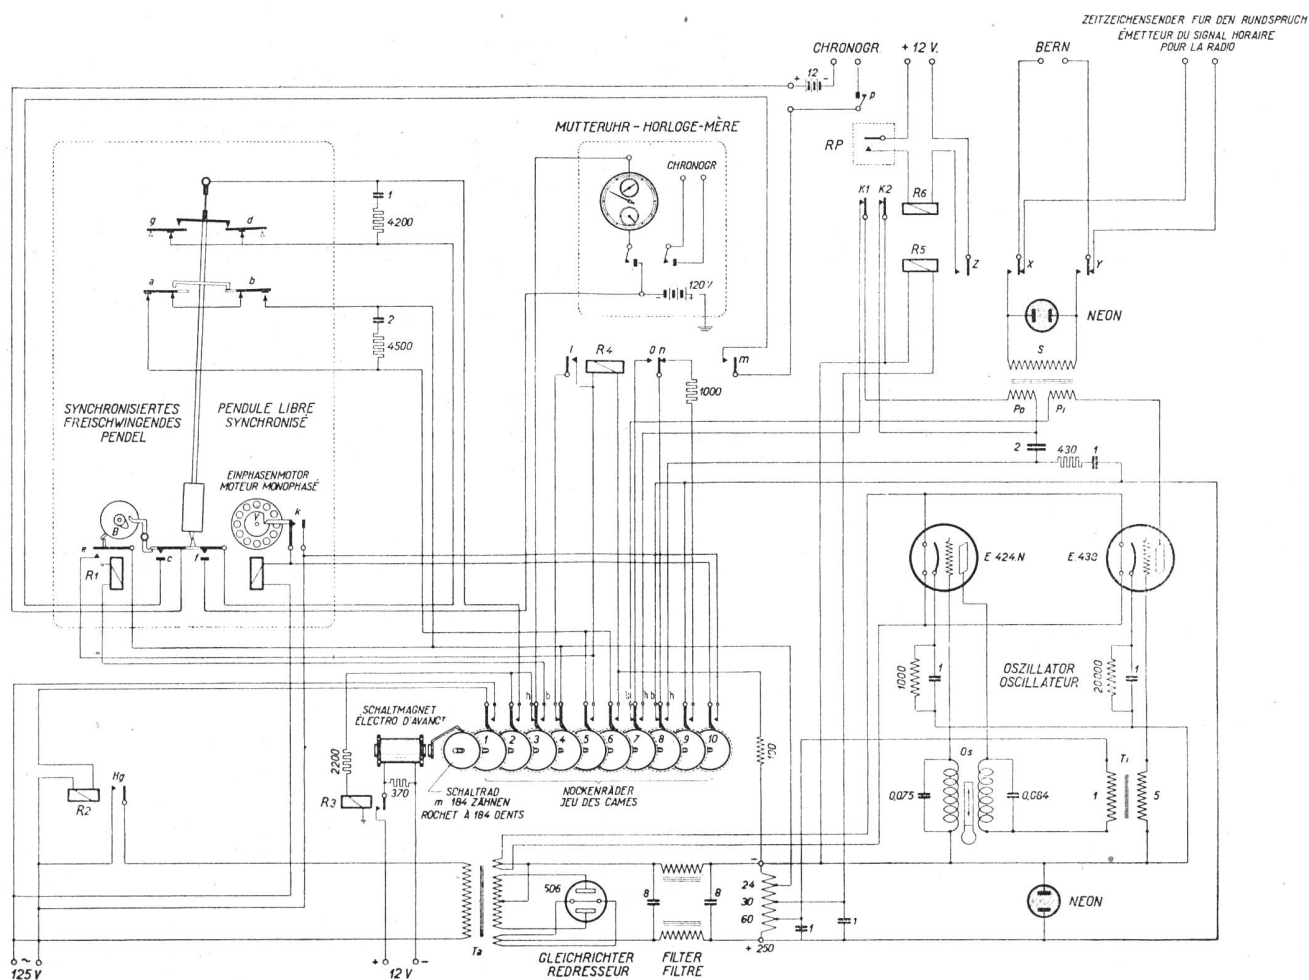 ZEITZEICHENSENDER FÜR DEN RUNDSPRUCH
ÉMETTEUR DU SIGNAL HORAIRE
POUR LA RADIO
CHRONOGR.
+ 12 V.
BERN
+ 12 -
p
MUTTERUHR - HORLOGE-MÈRE
RP
CHRONOGR
K1 K2
R6
1
4200
g d
R5
Z
X Y
a b
120 V
NEON
2
4500
l R4 o n m
S
1000
SYNCHRONISIERTES
FREISCHWINGENDES
PENDEL
PENDULE LIBRE
SYNCHRONISÉ
Po P1
2 430 1
EINPHASENMOTOR
MOTEUR MONOPHASÉ
B V k
e c f
R1
E.424.N
E.430
1000 1
OSZILLATOR
OSCILLATEUR
20000 1
h b h b h
SCHALTMAGNET
ÉLECTRO D'AVANCT
1 2 3 4 5 6 7 8 9 10
2200
370
Os T1
Hg
R2
R3
SCHALTRAD
m 184 ZÄHNEN
ROCHET À 184 DENTS
NOCKENRÄDER
JEU DES CAMES
0,075 0,084 1 5
506
8 8
24
30
60
-
+ 250
1 1
NEON
Ta
GLEICHRICHTER
REDRESSEUR
FILTER
FILTRE
~
125 V
+ -
12 V